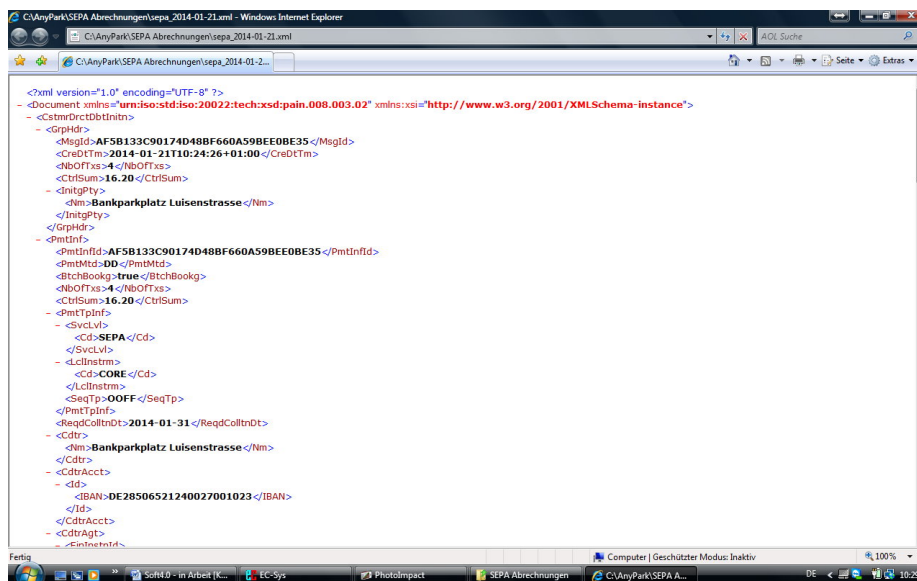 C:\AnyPark\SEPA Abrechnungen\sepa_2014-01-21.xml - Windows Internet Explorer
C:\AnyPark\SEPA Abrechnungen\sepa_2014-01-21.xml
AOL Suche
C:\AnyPark\SEPA Abrechnungen\sepa_2014-01-2...
Seite Extras
<?xml version="1.0" encoding="UTF-8" ?>
- <Document xmlns="urn:iso:std:iso:20022:tech:xsd:pain.008.003.02" xmlns:xsi="http://www.w3.org/2001/XMLSchema-instance">
- <CstmrDrctDbtInitn>
- <GrpHdr>
<MsgId>AF5B133C90174D48BF660A59BEE0BE35</MsgId>
<CreDtTm>2014-01-21T10:24:26+01:00</CreDtTm>
<NbOfTxs>4</NbOfTxs>
<CtrlSum>16.20</CtrlSum>
- <InitgPty>
<Nm>Bankparkplatz Luisenstrasse</Nm>
</InitgPty>
</GrpHdr>
- <PmtInf>
<PmtInfId>AF5B133C90174D48BF660A59BEE0BE35</PmtInfId>
<PmtMtd>DD</PmtMtd>
<BtchBookg>true</BtchBookg>
<NbOfTxs>4</NbOfTxs>
<CtrlSum>16.20</CtrlSum>
- <PmtTpInf>
- <SvcLvl>
<Cd>SEPA</Cd>
</SvcLvl>
- <LclInstrm>
<Cd>CORE</Cd>
</LclInstrm>
<SeqTp>OOFF</SeqTp>
</PmtTpInf>
<ReqdColltnDt>2014-01-31</ReqdColltnDt>
- <Cdtr>
<Nm>Bankparkplatz Luisenstrasse</Nm>
</Cdtr>
- <CdtrAcct>
- <Id>
<IBAN>DE28506521240027001023</IBAN>
</Id>
</CdtrAcct>
- <CdtrAgt>
- <FinInstnId>
Fertig Computer | Geschützter Modus: Inaktiv 100%
Soft4.0 - in Arbeit [K... EC-Sys PhotoImpact SEPA Abrechnungen C:\AnyPark\SEPA A... DE